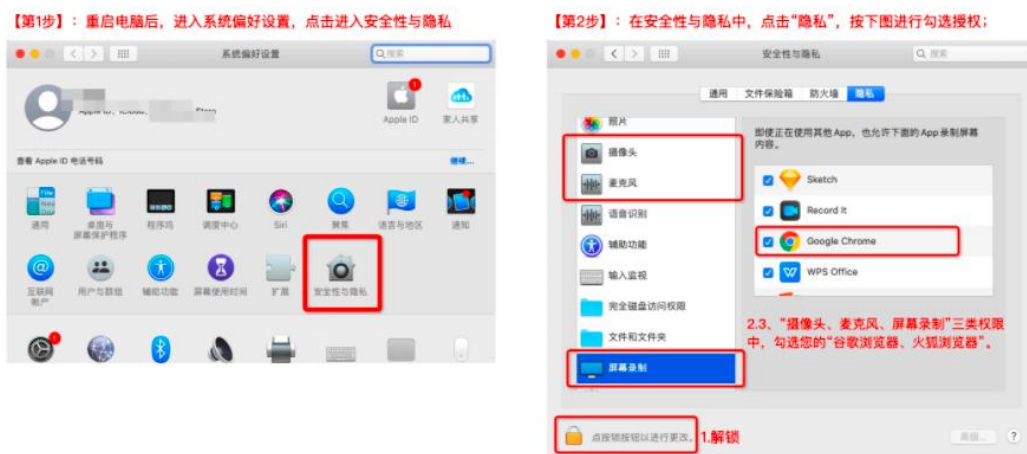 【第1步】：重启电脑后，进入系统偏好设置，点击进入安全性与隐私
系统偏好设置
搜索
Apple ID
家人共享
查看 Apple ID 电话号码
继续...
通用
桌面与
屏幕保护程序
程序坞
调度中心
Siri
聚焦
语言与地区
通知
互联网
帐户
用户与群组
辅助功能
屏幕使用时间
扩展
安全性与隐私
【第2步】：在安全性与隐私中，点击“隐私”，按下图进行勾选授权；
安全性与隐私
搜索
通用
文件保险箱
防火墙
隐私
照片
摄像头
麦克风
语音识别
辅助功能
输入监视
完全磁盘访问权限
文件和文件夹
屏幕录制
即使正在使用其他 App，也允许下面的 App 录制屏幕
内容。
Sketch
Record It
Google Chrome
WPS Office
2.3、“摄像头、麦克风、屏幕录制”三类权限
中，勾选您的“谷歌浏览器、火狐浏览器”。
点按锁按钮以进行更改。
1.解锁
高级...
?